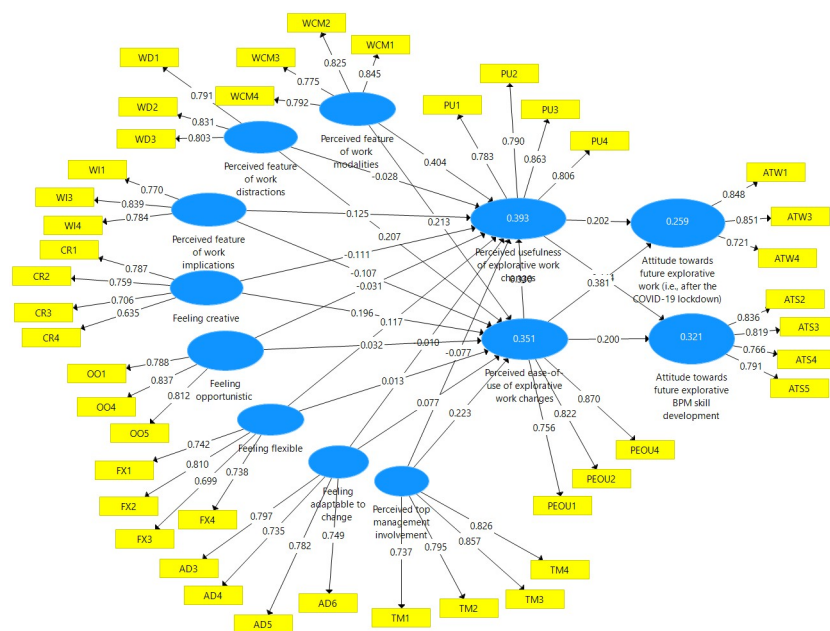 WCM2
WCM1
WD1
WCM3
0.825
0.845
PU2
0.775
WCM4
0.792
PU1
PU3
0.791
WD2
0.831
PU4
WD3
0.803
Perceived feature
of work
modalities
0.790
0.783
0.863
0.806
Perceived feature
of work
distractions
0.404
WI1
0.770
-0.028
ATW1
0.848
WI3
0.839
WI4
0.784
0.125
0.213
0.393
0.202
0.259
0.851
ATW3
0.207
0.721
ATW4
Perceived feature
of work
implications
Perceived usefulness
of explorative work
changes
Attitude towards
future explorative
work (i.e., after the
COVID-19 lockdown)
CR1
0.787
-0.111
-0.107
-0.031
0.381
CR2
0.759
CR3
0.706
CR4
0.635
Feeling creative
0.196
0.117
ATS2
0.836
0.819
ATS3
0.032
0.010
0.351
0.200
0.321
0.766
ATS4
-0.077
0.791
ATS5
OO1
0.788
OO4
0.837
OO5
0.812
Feeling
opportunistic
0.013
0.077
Perceived ease-of-
use of explorative
work changes
Attitude towards
future explorative
BPM skill
development
0.223
0.870
0.822
0.756
PEOU4
PEOU2
PEOU1
FX1
0.742
FX2
0.810
FX3
0.699
FX4
0.738
Feeling flexible
Feeling
adaptable to
change
Perceived top
management
involvement
AD3
0.797
AD4
0.735
AD5
0.782
AD6
0.749
0.737
0.795
0.857
0.826
TM4
TM3
TM2
TM1